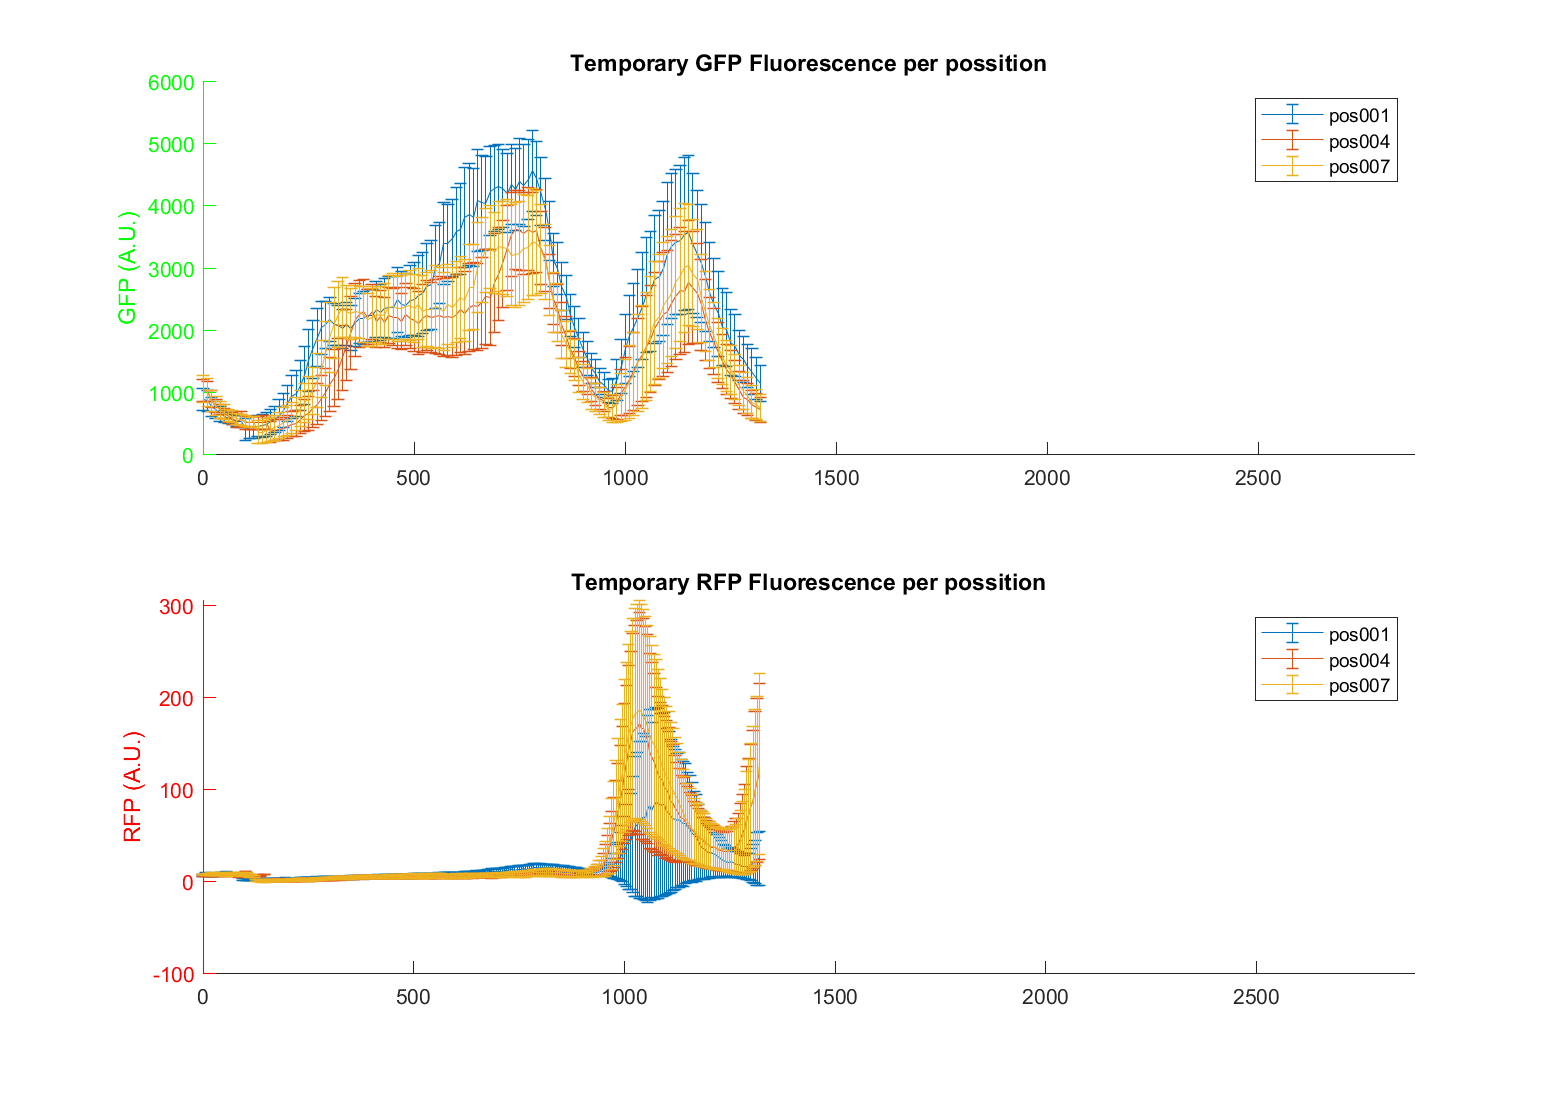 Temporary GFP Fluorescence per possition
GFP (A.U.)
6000
5000
4000
3000
2000
1000
0
0 500 1000 1500 2000 2500
pos001
pos004
pos007
Temporary RFP Fluorescence per possition
RFP (A.U.)
300
200
100
0
-100
0 500 1000 1500 2000 2500
pos001
pos004
pos007